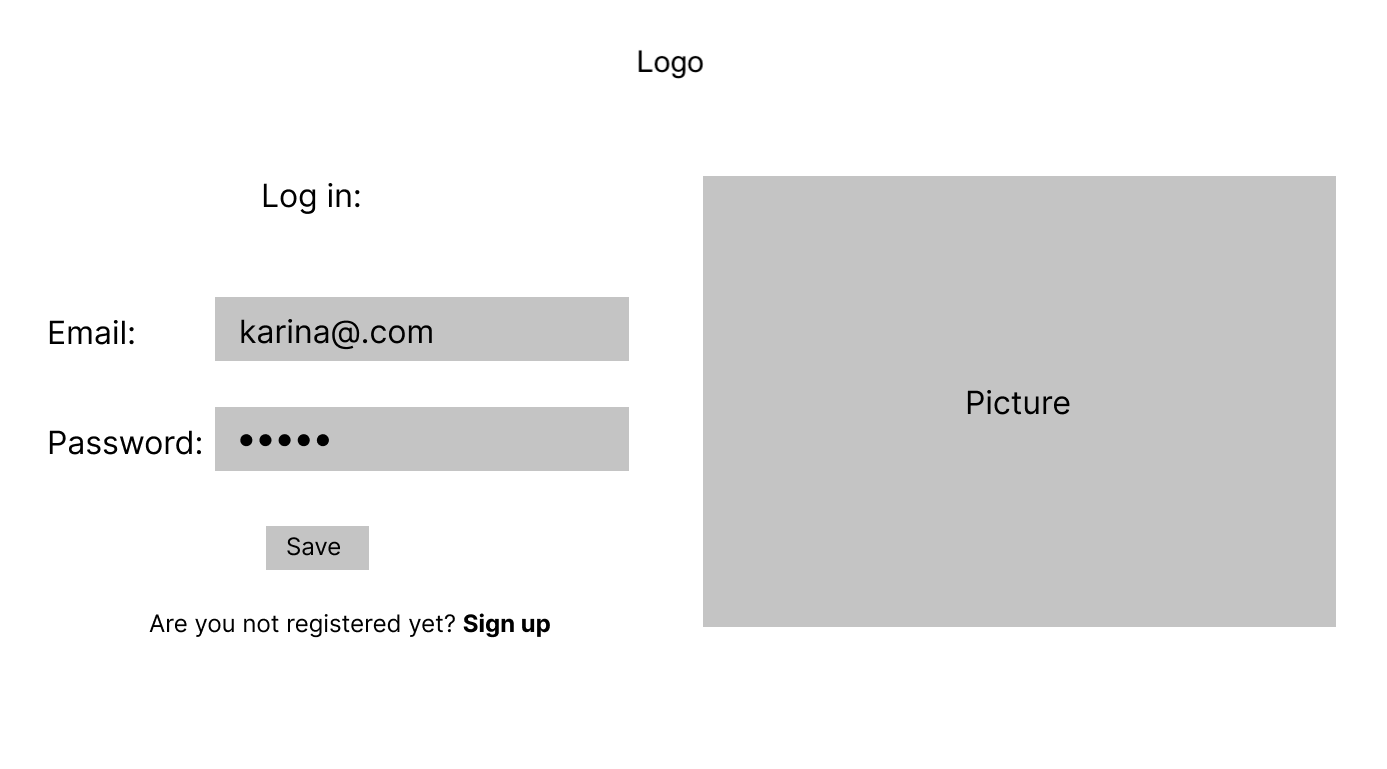 Logo
Log in:
Email:
karina@.com
Password:
•••••
Save
Are you not registered yet? Sign up
Picture